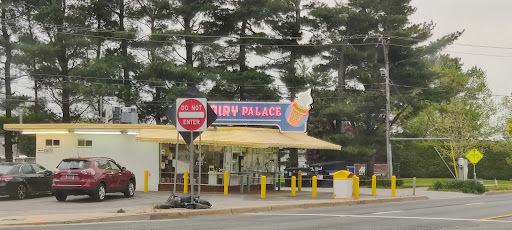 IRY PALACE
DO NOT
ENTER